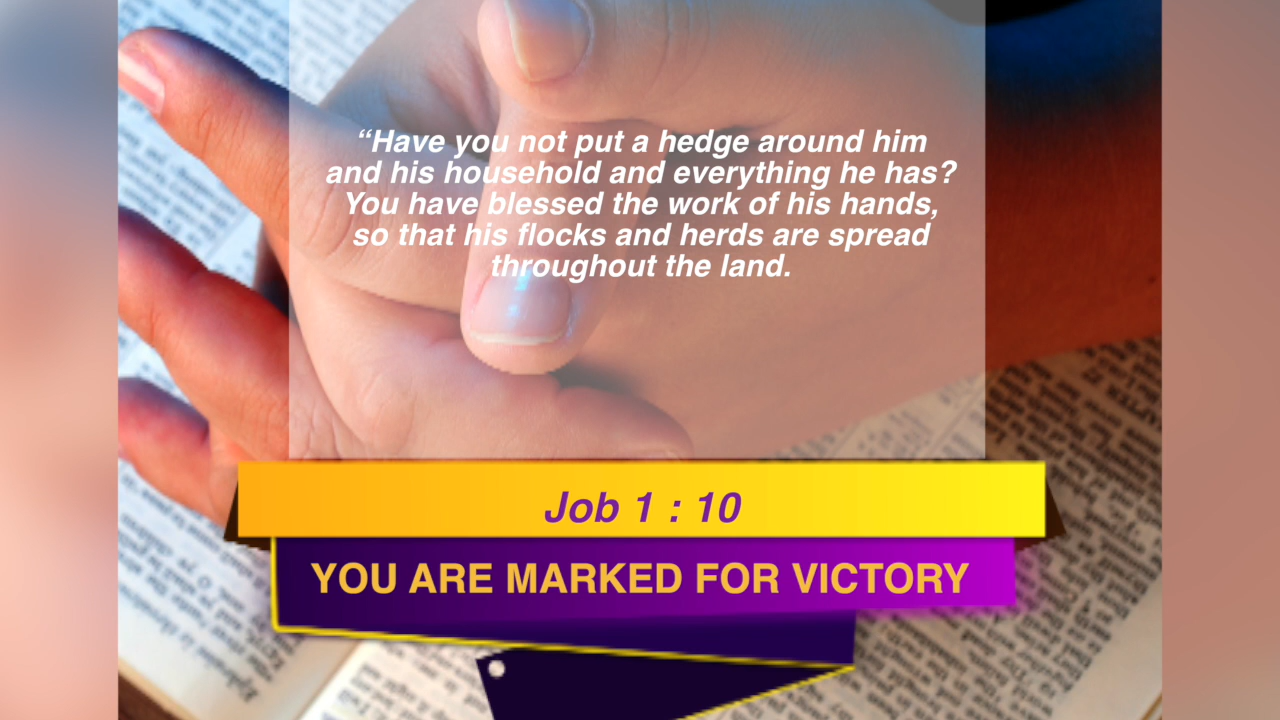 “Have you not put a hedge around him
and his household and everything he has?
You have blessed the work of his hands,
so that his flocks and herds are spread
throughout the land.
Job 1 : 10
YOU ARE MARKED FOR VICTORY